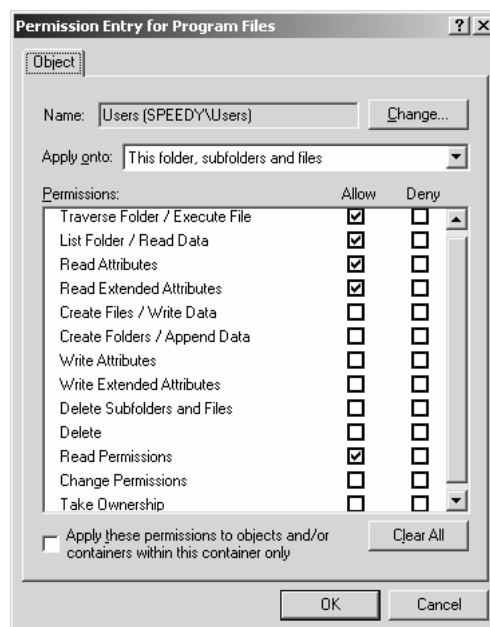 Permission Entry for Program Files
Object
Name: Users (SPEEDY\Users) Change...
Apply onto: This folder, subfolders and files
Permissions: Allow Deny
Traverse Folder / Execute File
List Folder / Read Data
Read Attributes
Read Extended Attributes
Create Files / Write Data
Create Folders / Append Data
Write Attributes
Write Extended Attributes
Delete Subfolders and Files
Delete
Read Permissions
Change Permissions
Take Ownership
Apply these permissions to objects and/or
containers within this container only
Clear All
OK Cancel